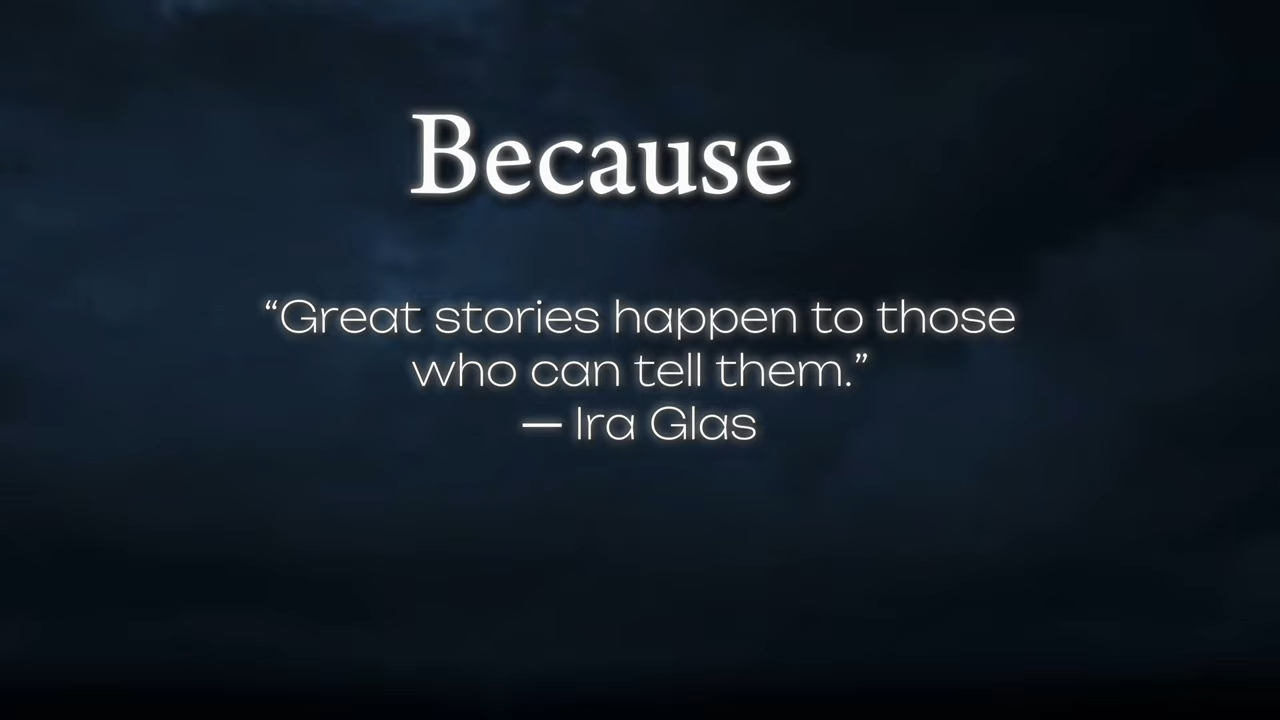 Because
“Great stories happen to those
who can tell them.”
— Ira Glas